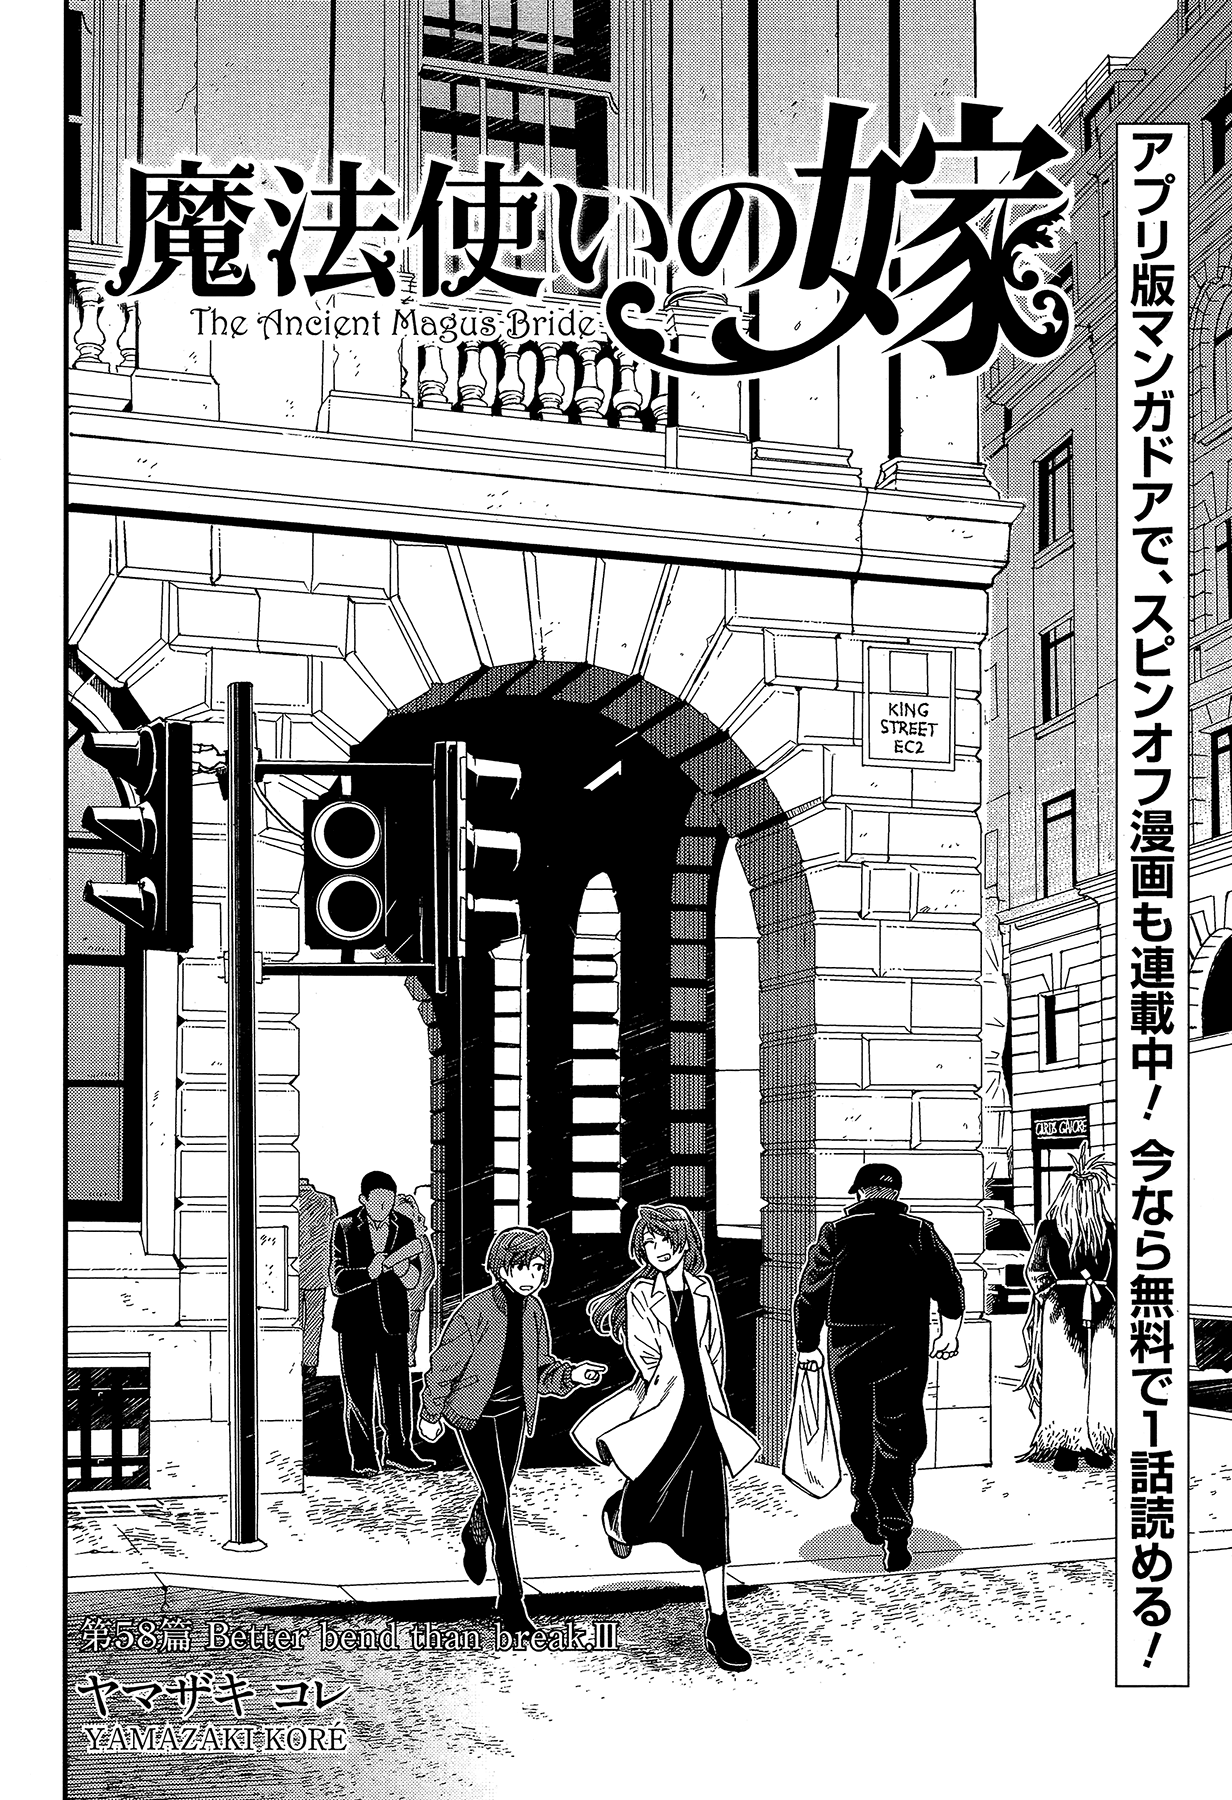 魔法使いの嫁
The Ancient Magus Bride
アプリ版マンガドアで、スピンオフ漫画も連載中! 今なら無料で1話読める!
KING
STREET
EC2
CARDS GALORE
第58篇 Better bend than break.Ⅲ
ヤマザキ コレ
YAMAZAKI KORÉ